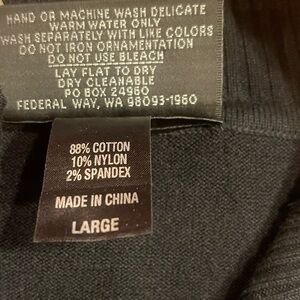 HAND OR MACHINE WASH DELICATE
WARM WATER ONLY
WASH SEPARATELY WITH LIKE COLORS
DO NOT IRON ORNAMENTATION
DO NOT USE BLEACH
LAY FLAT TO DRY
DRY CLEANABLE
PO BOX 24960
FEDERAL WAY, WA 98093-1960
88% COTTON
10% NYLON
2% SPANDEX
MADE IN CHINA
LARGE